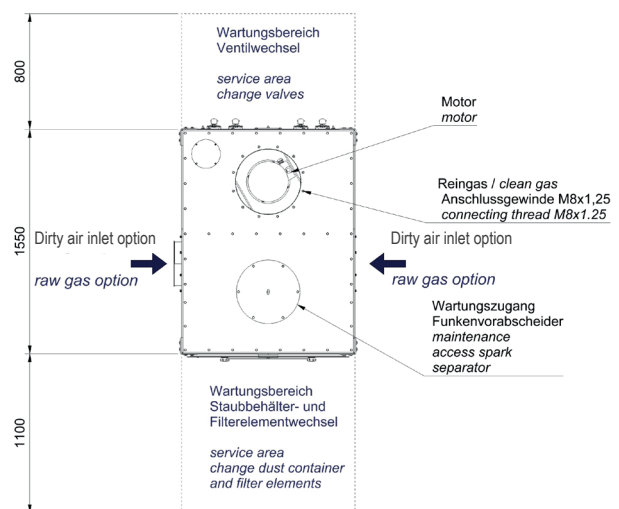 Wartungsbereich
Ventilwechsel
service area
change valves
800
Motor
motor
Reingas / clean gas
Anschlussgewinde M8x1,25
connecting thread M8x1.25
1550
Dirty air inlet option
raw gas option
Dirty air inlet option
raw gas option
Wartungszugang
Funkenvorabscheider
maintenance
access spark
separator
Wartungsbereich
Staubbehälter- und
Filterelementwechsel
service area
change dust container
and filter elements
1100